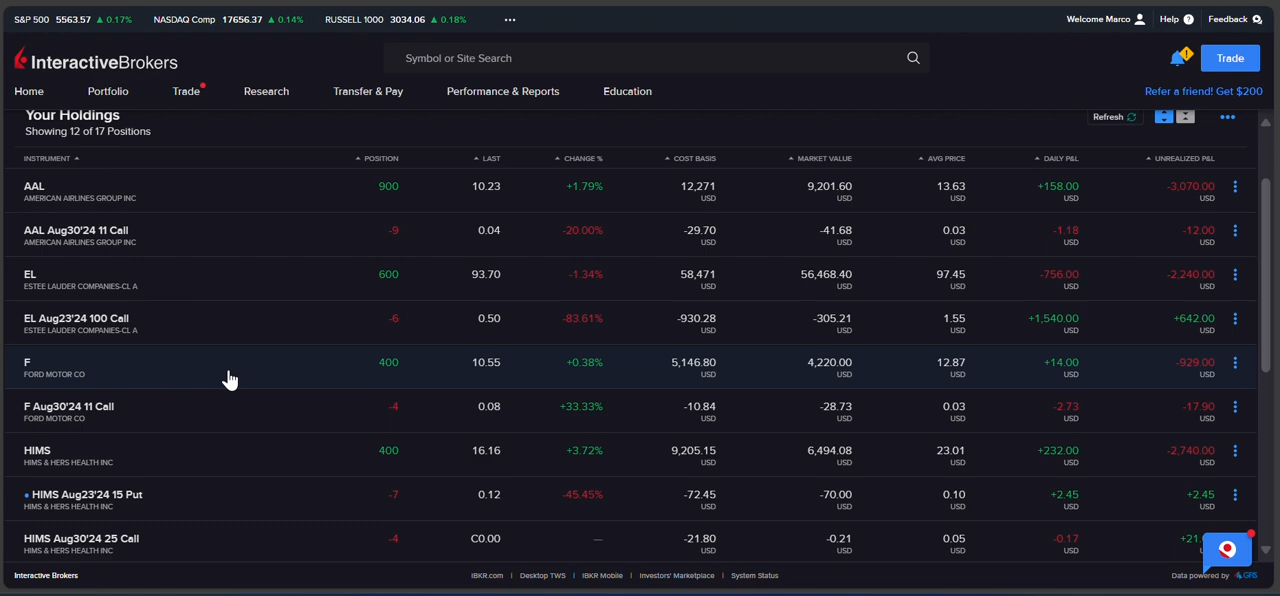 S&P 500 5563.57 ▲ 0.17% NASDAQ Comp 17656.37 ▲ 0.14% RUSSELL 1000 3034.06 ▲ 0.18% ••• Welcome Marco Help ? Feedback
InteractiveBrokers Symbol or Site Search ! Trade
Home Portfolio Trade Research Transfer & Pay Performance & Reports Education Refer a friend! Get $200
Your Holdings Refresh •••
Showing 12 of 17 Positions
INSTRUMENT ▲ ▲ POSITION ▲ LAST ▲ CHANGE % ▲ COST BASIS ▲ MARKET VALUE ▲ AVG PRICE ▲ DAILY P&L ▲ UNREALIZED P&L
AAL 900 10.23 +1.79% 12,271 9,201.60 13.63 +158.00 -3,070.00
AMERICAN AIRLINES GROUP INC USD USD USD USD USD
AAL Aug30'24 11 Call -9 0.04 -20.00% -29.70 -41.68 0.03 -1.18 -12.00
AMERICAN AIRLINES GROUP INC USD USD USD USD USD
EL 600 93.70 -1.34% 58,471 56,468.40 97.45 -756.00 -2,240.00
ESTEE LAUDER COMPANIES-CL A USD USD USD USD USD
EL Aug23'24 100 Call -6 0.50 -83.61% -930.28 -305.21 1.55 +1,540.00 +642.00
ESTEE LAUDER COMPANIES-CL A USD USD USD USD USD
F 400 10.55 +0.38% 5,146.80 4,220.00 12.87 +14.00 -929.00
FORD MOTOR CO USD USD USD USD USD
F Aug30'24 11 Call -4 0.08 +33.33% -10.84 -28.73 0.03 -2.73 -17.90
FORD MOTOR CO USD USD USD USD USD
HIMS 400 16.16 +3.72% 9,205.15 6,494.08 23.01 +232.00 -2,740.00
HIMS & HERS HEALTH INC USD USD USD USD USD
• HIMS Aug23'24 15 Put -7 0.12 -45.45% -72.45 -70.00 0.10 +2.45 +2.45
HIMS & HERS HEALTH INC USD USD USD USD USD
HIMS Aug30'24 25 Call -4 C0.00 — -21.80 -0.21 0.05 -0.17
HIMS & HERS HEALTH INC USD USD USD USD
Interactive Brokers IBKR.com | Desktop TWS | IBKR Mobile | Investors' Marketplace | System Status Data powered by GFIS